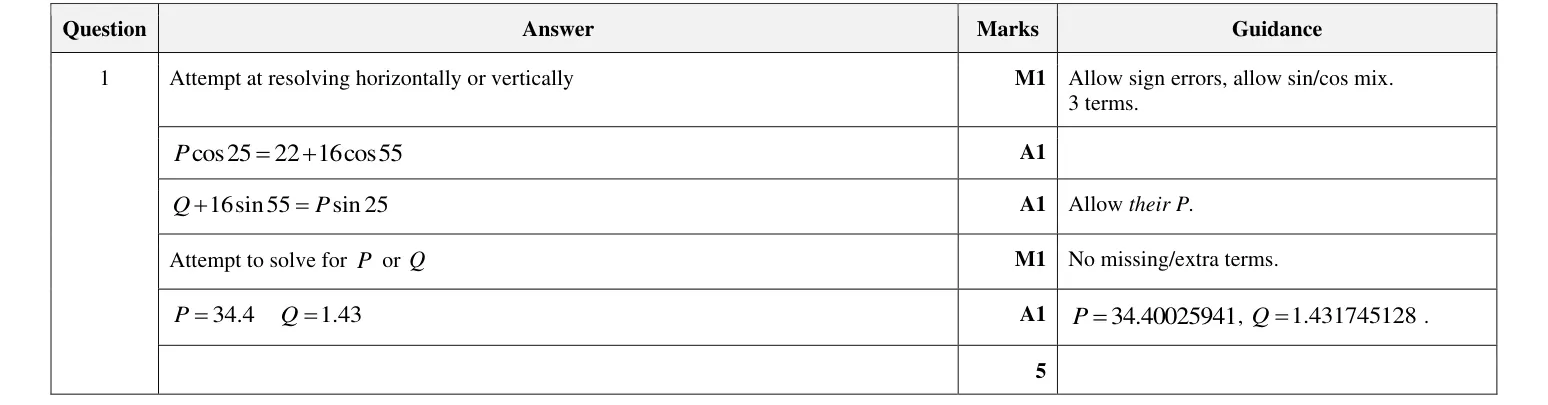 Question Answer Marks Guidance
1 Attempt at resolving horizontally or vertically M1 Allow sign errors, allow sin/cos mix.
3 terms.
P cos 25 = 22 + 16 cos 55 A1
Q + 16 sin 55 = P sin 25 A1 Allow their P.
Attempt to solve for P or Q M1 No missing/extra terms.
P = 34.4 Q = 1.43 A1 P = 34.40025941, Q = 1.431745128 .
5